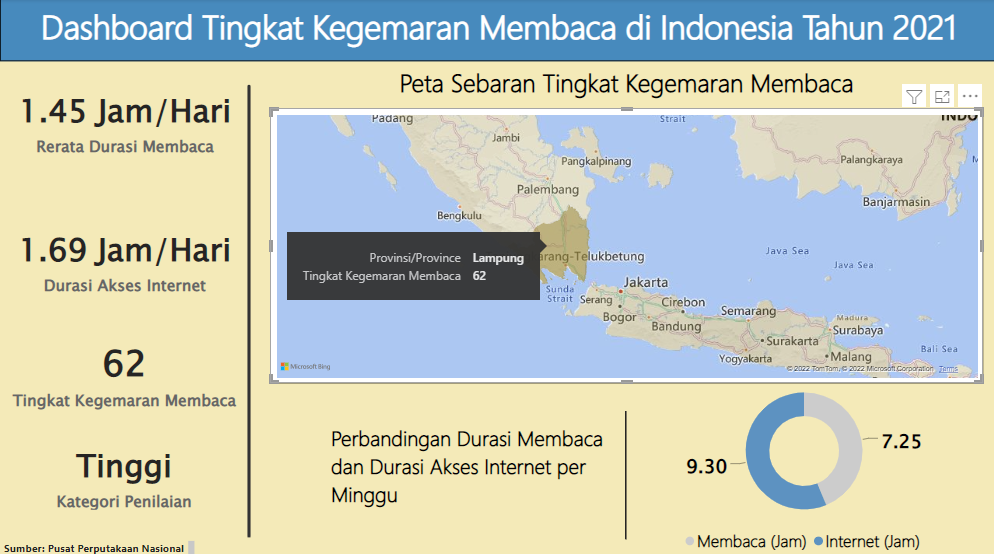 Dashboard Tingkat Kegemaran Membaca di Indonesia Tahun 2021
1.45 Jam/Hari
Rerata Durasi Membaca
1.69 Jam/Hari
Durasi Akses Internet
62
Tingkat Kegemaran Membaca
Tinggi
Kategori Penilaian
Sumber: Pusat Perputakaan Nasional
Peta Sebaran Tingkat Kegemaran Membaca
Padang
Strait
INDO
Jambi
Pangkalpinang
Palangkaraya
Palembang
Banjarmasin
Bengkulu
Provinsi/Province Lampung
Tingkat Kegemaran Membaca 62
arang-Telukbetung
Java Sea
Java Sea
Sunda
Strait
Jakarta
Serang
Cirebon
Bogor
Semarang
Bandung
Madura
Surabaya
Surakarta
Bali Sea
Yogyakarta
Malang
Microsoft Bing
© 2022 TomTom, © 2022 Microsoft Corporation Terms
Perbandingan Durasi Membaca
dan Durasi Akses Internet per
Minggu
7.25
9.30
Membaca (Jam) Internet (Jam)